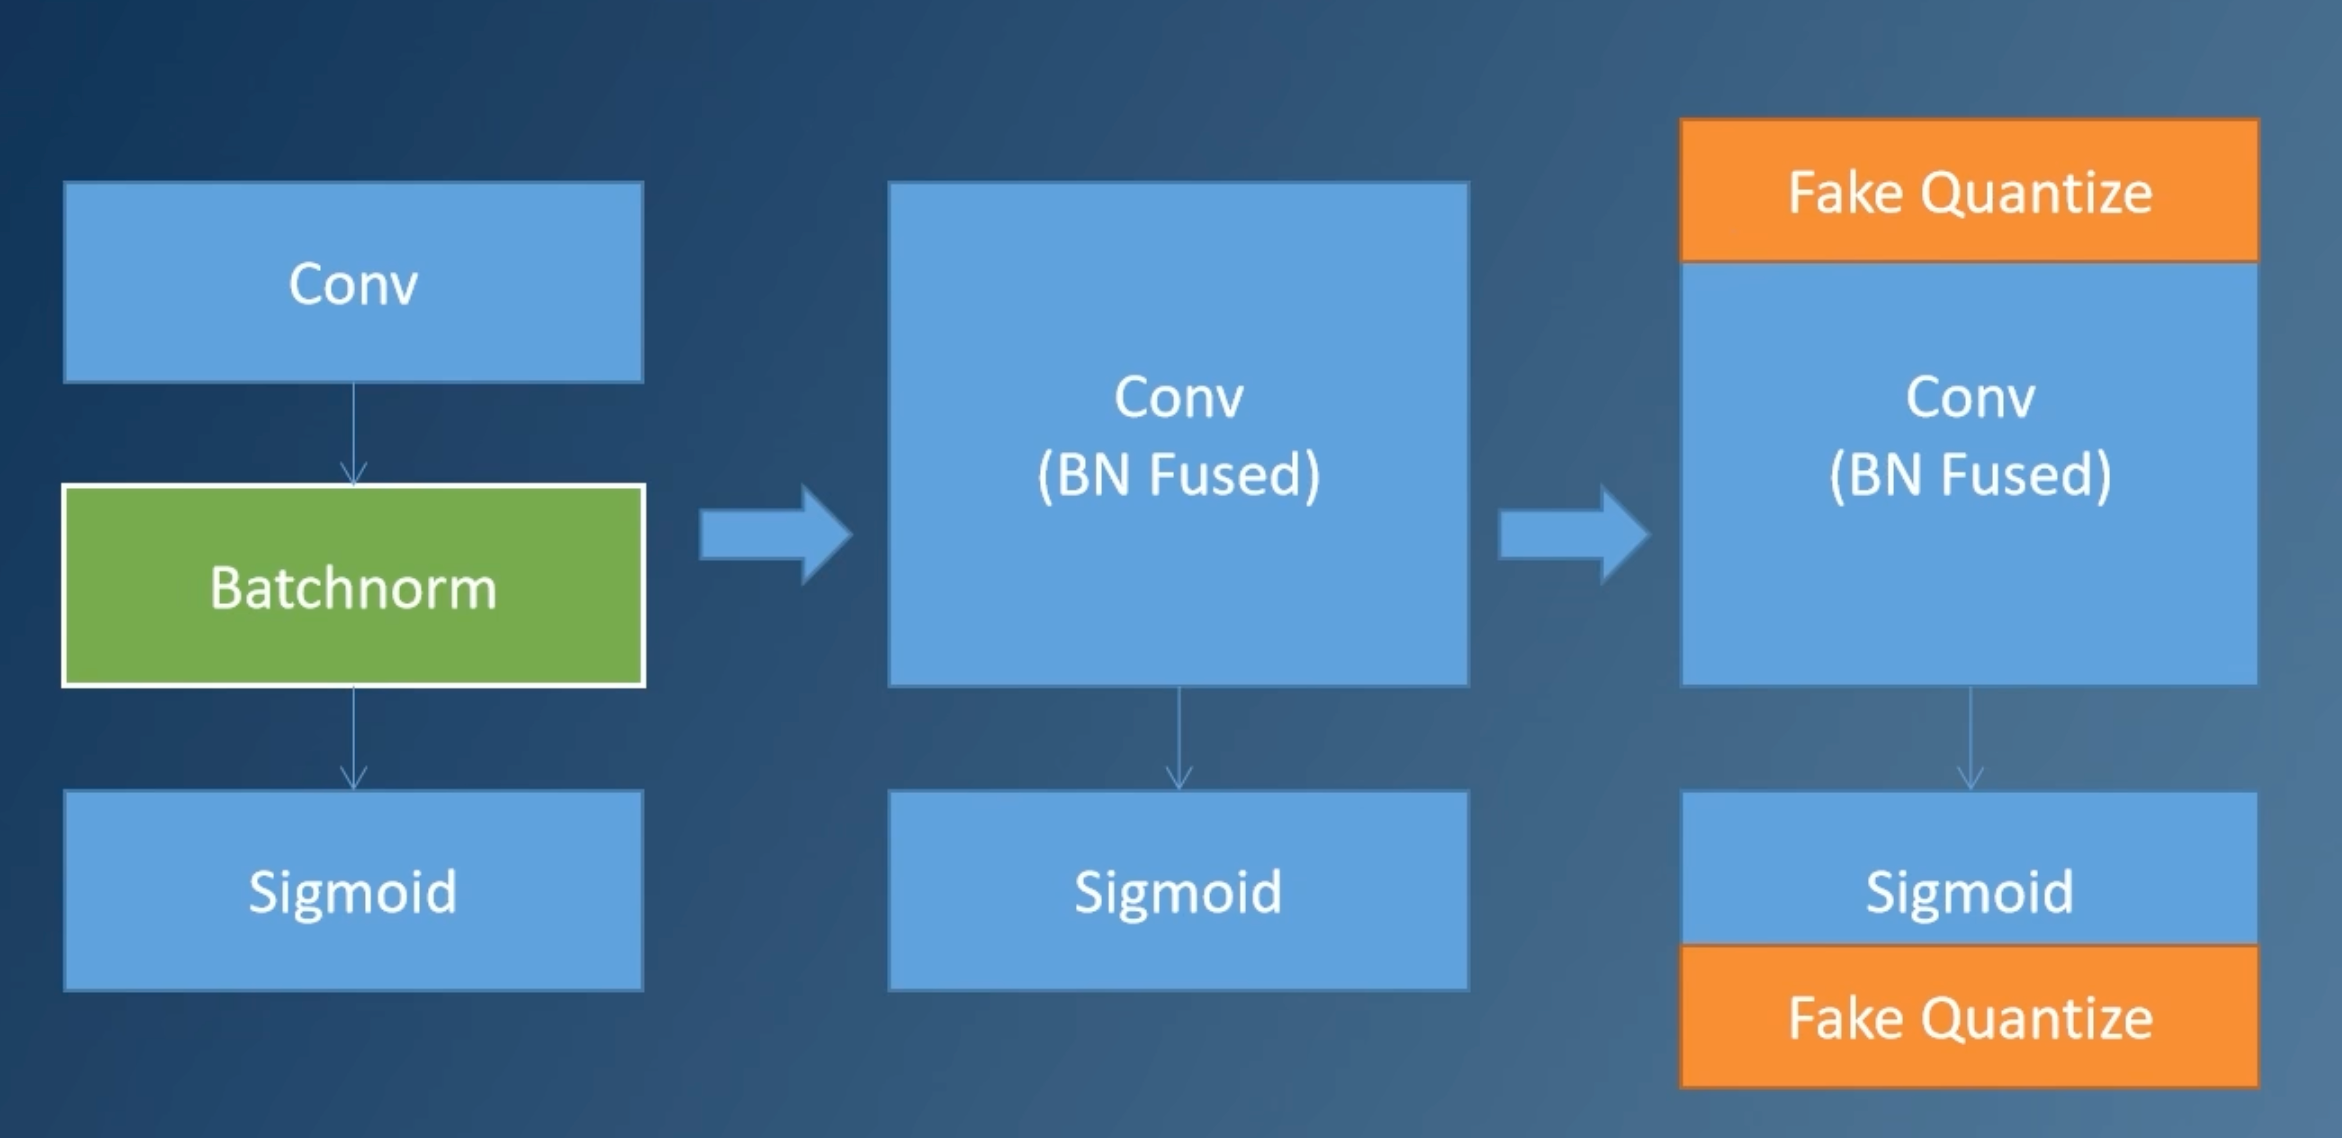 Conv
Batchnorm
Sigmoid
Conv
(BN Fused)
Sigmoid
Fake Quantize
Conv
(BN Fused)
Sigmoid
Fake Quantize